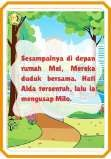 Sesampainya di depan
rumah Mei, Mereka
duduk bersama. Hati
Aida tersentuh, lalu ia
mengusap Milo.